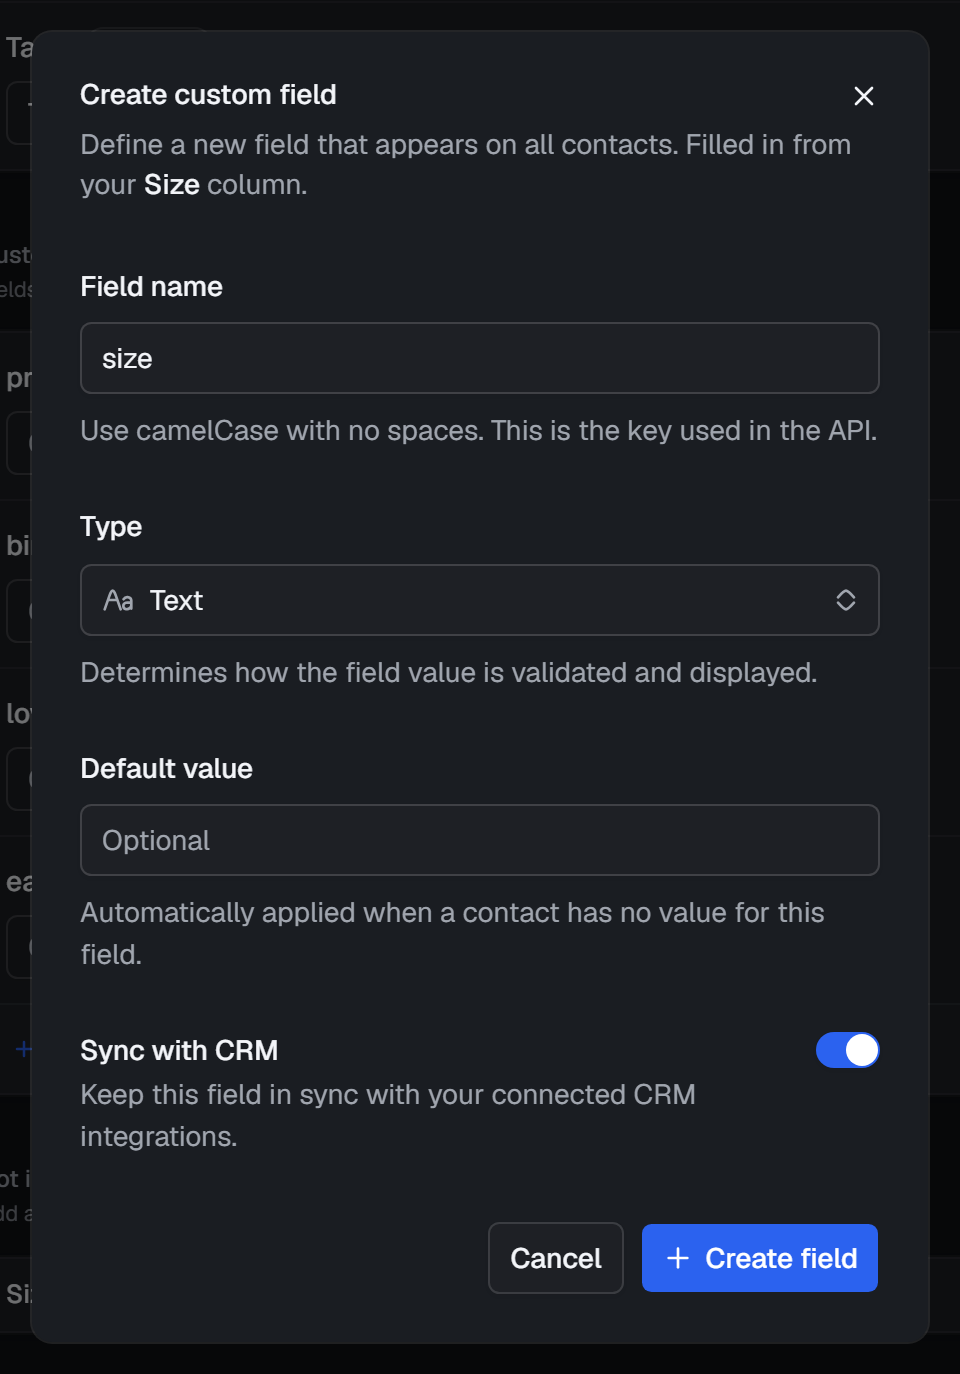 Create custom field
Define a new field that appears on all contacts. Filled in from
your Size column.
Field name
size
Use camelCase with no spaces. This is the key used in the API.
Type
Aa Text
Determines how the field value is validated and displayed.
Default value
Optional
Automatically applied when a contact has no value for this
field.
Sync with CRM
Keep this field in sync with your connected CRM
integrations.
Cancel
+ Create field